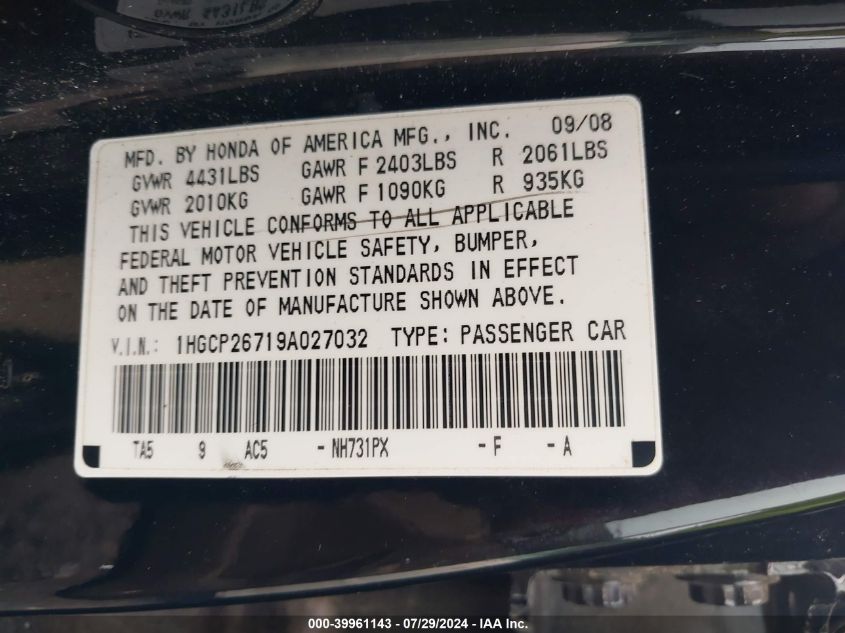 MFD. BY HONDA OF AMERICA MFG., INC. 09/08
GVWR 4431LBS GAWR F 2403LBS R 2061LBS
GVWR 2010KG GAWR F 1090KG R 935KG
THIS VEHICLE CONFORMS TO ALL APPLICABLE
FEDERAL MOTOR VEHICLE SAFETY, BUMPER,
AND THEFT PREVENTION STANDARDS IN EFFECT
ON THE DATE OF MANUFACTURE SHOWN ABOVE.
V.I.N.: 1HGCP26719A027032 TYPE: PASSENGER CAR
TA5 9 AC5 - NH731PX - F - A
000-39961143 - 07/29/2024 - IAA Inc.